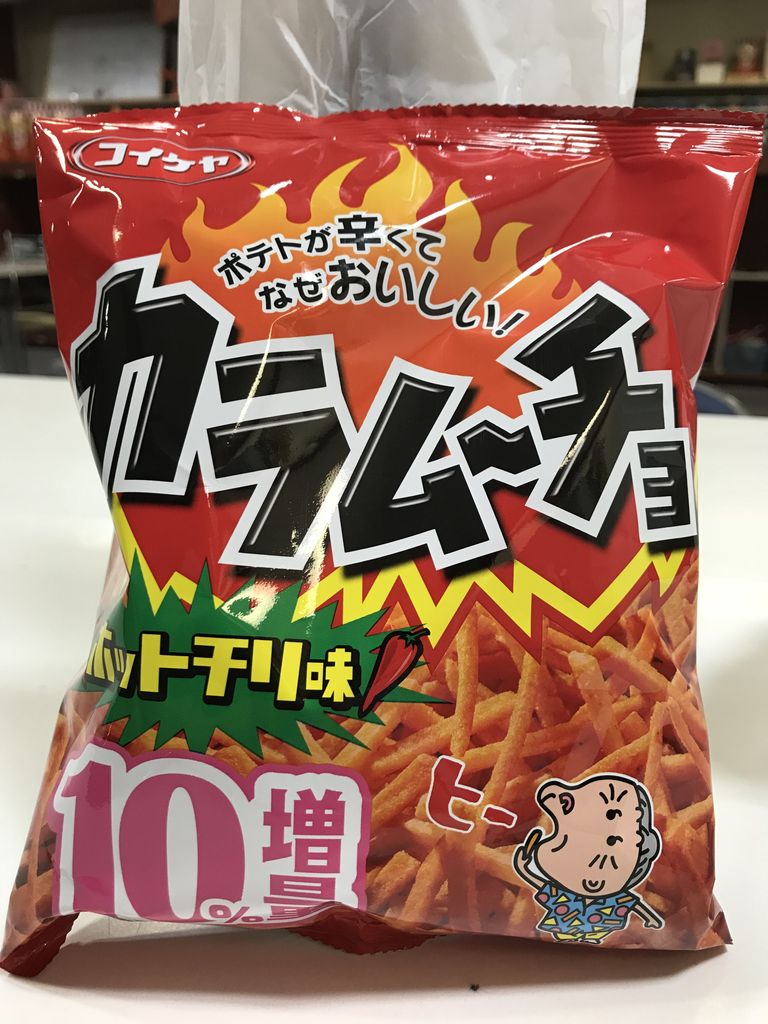 コイケヤ
ポテトが辛くて
なぜおいしい!
カラムーチョ
ホットチリ味
10%増量
ヒー